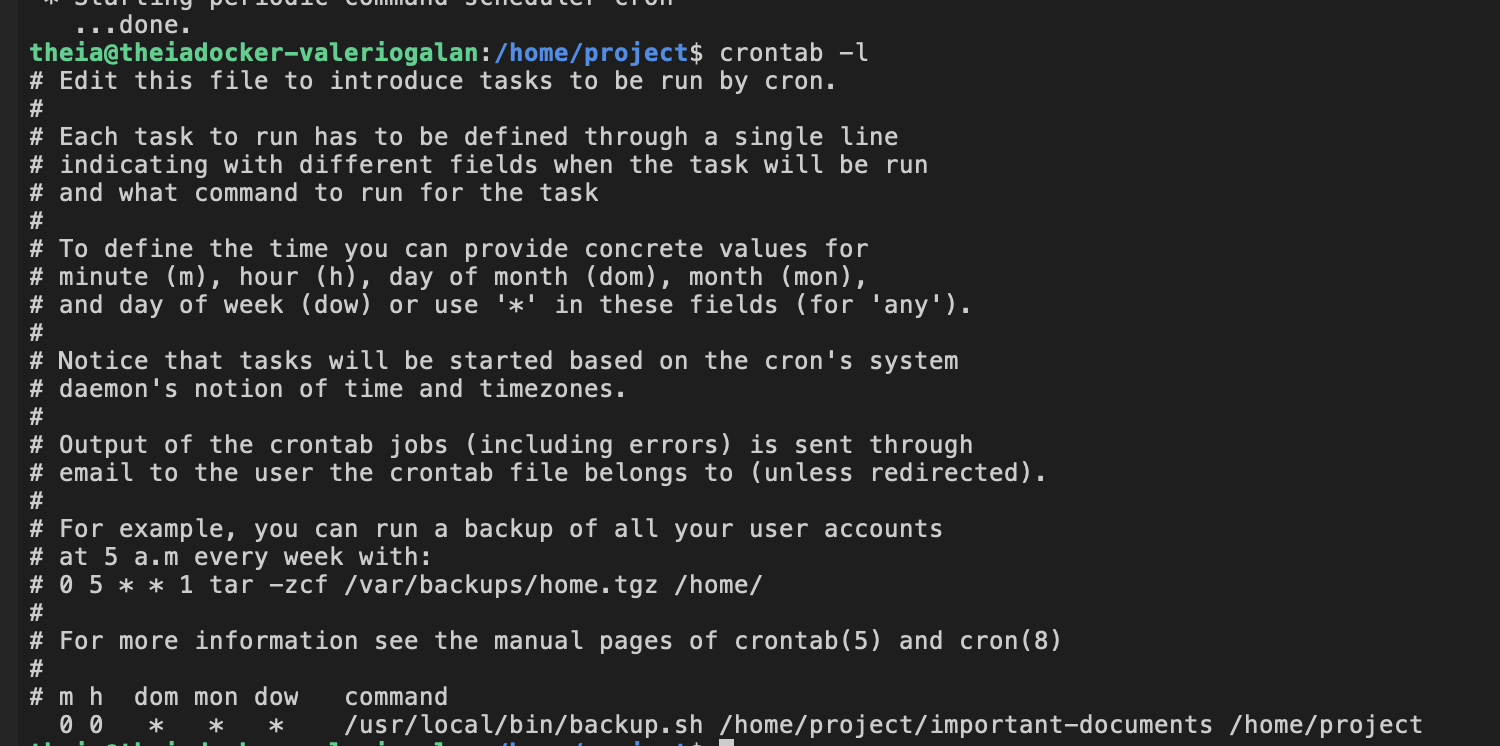 * Starting periodic command scheduler cron
...done.
theia@theiadocker-valeriogalan:/home/project$ crontab -l
# Edit this file to introduce tasks to be run by cron.
#
# Each task to run has to be defined through a single line
# indicating with different fields when the task will be run
# and what command to run for the task
#
# To define the time you can provide concrete values for
# minute (m), hour (h), day of month (dom), month (mon),
# and day of week (dow) or use '*' in these fields (for 'any').
#
# Notice that tasks will be started based on the cron's system
# daemon's notion of time and timezones.
#
# Output of the crontab jobs (including errors) is sent through
# email to the user the crontab file belongs to (unless redirected).
#
# For example, you can run a backup of all your user accounts
# at 5 a.m every week with:
# 0 5 * * 1 tar -zcf /var/backups/home.tgz /home/
#
# For more information see the manual pages of crontab(5) and cron(8)
#
# m h  dom mon dow   command
  0 0   *   *   *    /usr/local/bin/backup.sh /home/project/important-documents /home/project
theia@theiadocker-valeriogalan:/home/project$